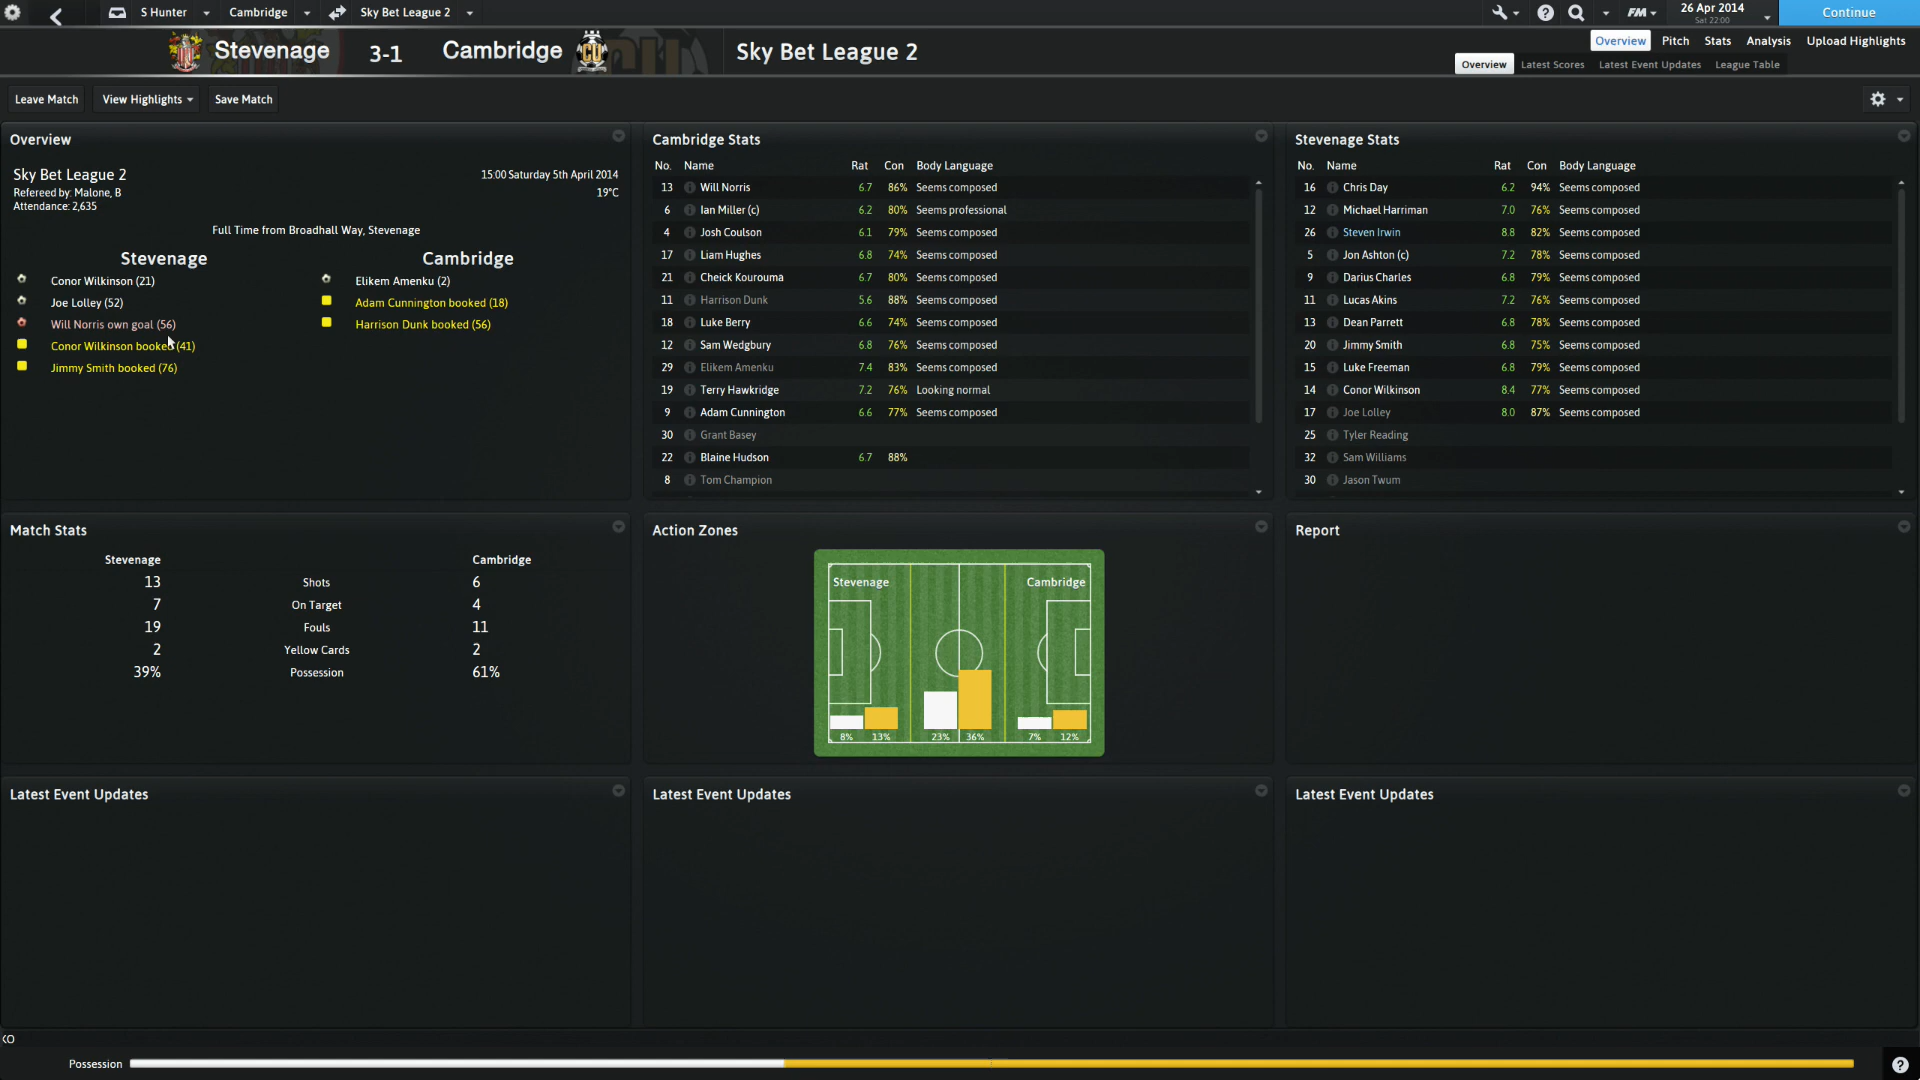 S Hunter Cambridge Sky Bet League 2 FM 26 Apr 2014 Continue
Sat 22:00
Stevenage 3-1 Cambridge Sky Bet League 2
Overview Pitch Stats Analysis Upload Highlights
Overview Latest Scores Latest Event Updates League Table
Leave Match View Highlights Save Match
Overview
Sky Bet League 2 15:00 Saturday 5th April 2014
Refereed by: Malone, B 19°C
Attendance: 2,635
Full Time from Broadhall Way, Stevenage
Stevenage Cambridge
Conor Wilkinson (21) Elikem Amenku (2)
Joe Lolley (52) Adam Cunnington booked (18)
Will Norris own goal (56) Harrison Dunk booked (56)
Conor Wilkinson booked (41)
Jimmy Smith booked (76)
Cambridge Stats
No. Name Rat Con Body Language
13 Will Norris 6.7 86% Seems composed
6 Ian Miller (c) 6.2 80% Seems professional
4 Josh Coulson 6.1 79% Seems composed
17 Liam Hughes 6.8 74% Seems composed
21 Cheick Kourouma 6.7 80% Seems composed
11 Harrison Dunk 5.6 88% Seems composed
18 Luke Berry 6.6 74% Seems composed
12 Sam Wedgbury 6.8 76% Seems composed
29 Elikem Amenku 7.4 83% Seems composed
19 Terry Hawkridge 7.2 76% Looking normal
9 Adam Cunnington 6.6 77% Seems composed
30 Grant Basey
22 Blaine Hudson 6.7 88%
8 Tom Champion
Stevenage Stats
No. Name Rat Con Body Language
16 Chris Day 6.2 94% Seems composed
12 Michael Harriman 7.0 76% Seems composed
26 Steven Irwin 8.8 82% Seems composed
5 Jon Ashton (c) 7.2 78% Seems composed
9 Darius Charles 6.8 79% Seems composed
11 Lucas Akins 7.2 76% Seems composed
13 Dean Parrett 6.8 78% Seems composed
20 Jimmy Smith 6.8 75% Seems composed
15 Luke Freeman 6.8 79% Seems composed
14 Conor Wilkinson 8.4 77% Seems composed
17 Joe Lolley 8.0 87% Seems composed
25 Tyler Reading
32 Sam Williams
30 Jason Twum
Match Stats
Stevenage Cambridge
13 Shots 6
7 On Target 4
19 Fouls 11
2 Yellow Cards 2
39% Possession 61%
Action Zones
Stevenage Cambridge
8% 13% 23% 36% 7% 12%
Report
Latest Event Updates
Latest Event Updates
Latest Event Updates
KO
Possession